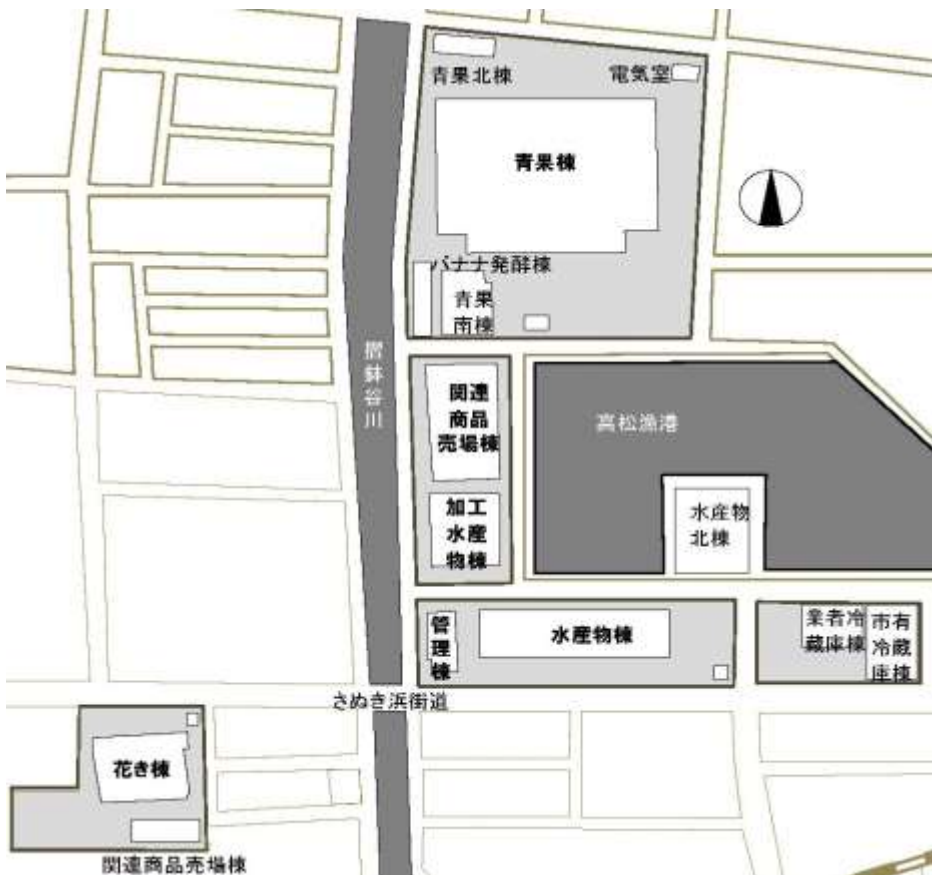 青果北棟
電気室
青果棟
バナナ発酵棟
青果
南棟
摺鉢谷川
関連
商品
売場棟
高松漁港
加工
水産
物棟
水産物
北棟
管
理
棟
水産物棟
業者冷
蔵庫棟
市有
冷蔵
庫棟
さぬき浜街道
花き棟
関連商品売場棟